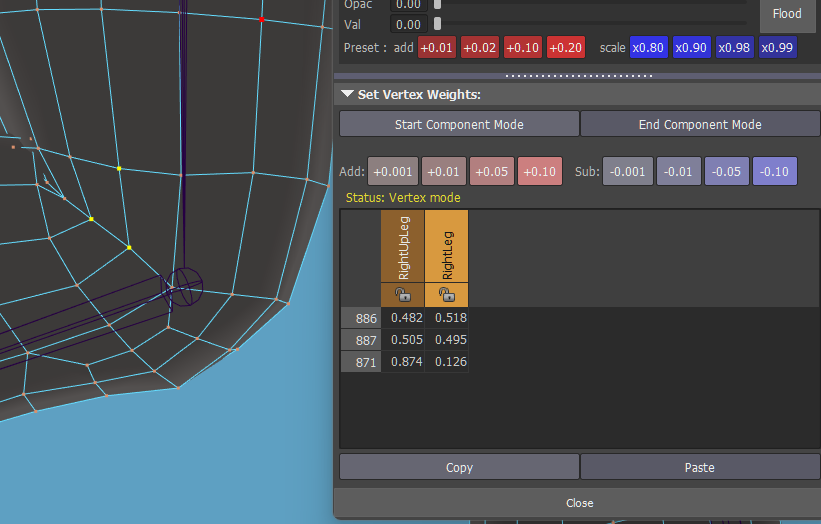 Opac 0.00
Val 0.00
Flood
Preset : add +0.01 +0.02 +0.10 +0.20 scale x0.80 x0.90 x0.98 x0.99
Set Vertex Weights:
Start Component Mode End Component Mode
Add: +0.001 +0.01 +0.05 +0.10 Sub: -0.001 -0.01 -0.05 -0.10
Status: Vertex mode
RightUpLeg RightLeg
886 0.482 0.518
887 0.505 0.495
871 0.874 0.126
Copy Paste
Close